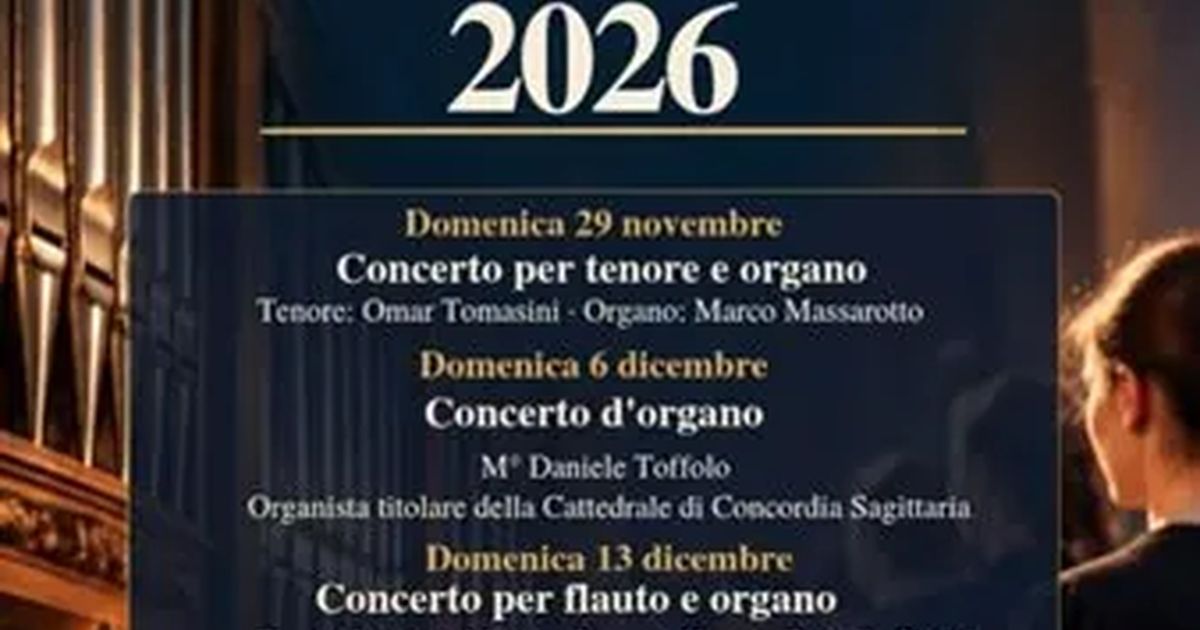 2026
Domenica 29 novembre
Concerto per tenore e organo
Tenore: Omar Tomasini · Organo: Marco Massarotto
Domenica 6 dicembre
Concerto d'organo
M° Daniele Toffolo
Organista titolare della Cattedrale di Concordia Sagittaria
Domenica 13 dicembre
Concerto per flauto e organo